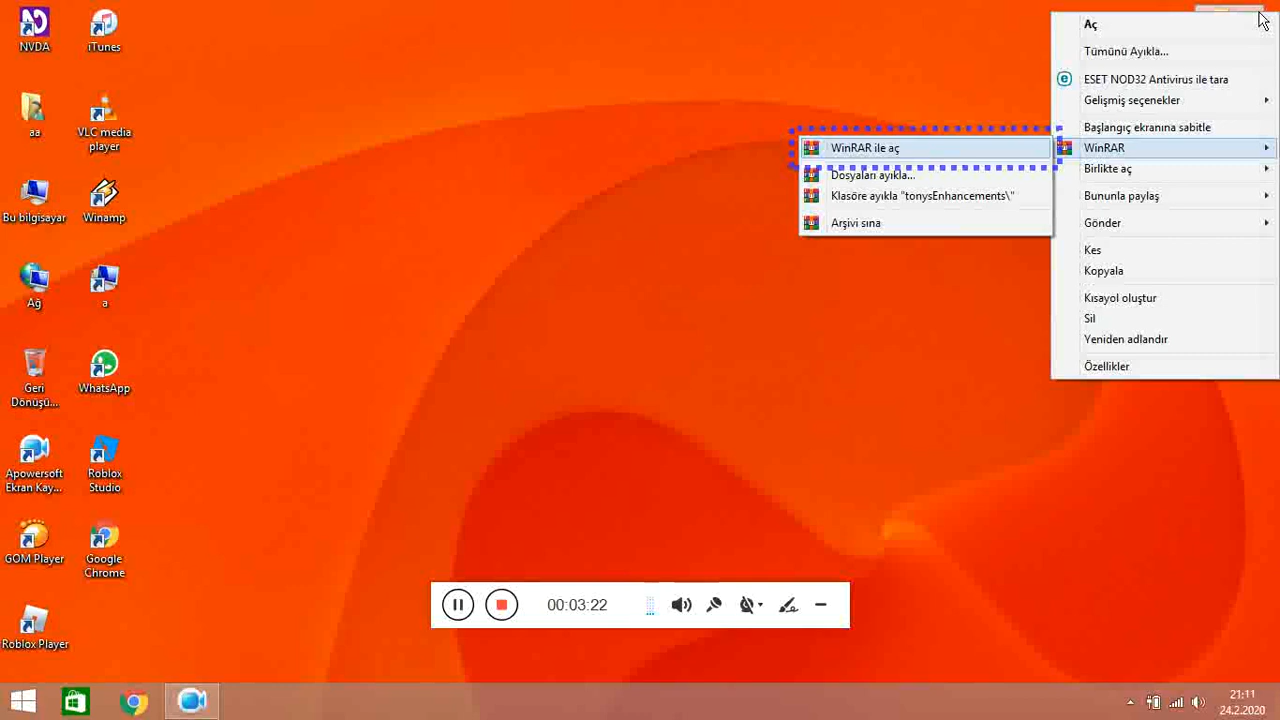 NVDA
iTunes
aa
VLC media
player
Bu bilgisayar
Winamp
Ağ
a
Geri
Dönüşü...
WhatsApp
Apowersoft
Ekran Kay...
Roblox
Studio
GOM Player
Google
Chrome
Roblox Player
WinRAR ile aç
Dosyaları ayıkla...
Klasöre ayıkla "tonysEnhancements\"
Arşivi sına
Aç
Tümünü Ayıkla...
ESET NOD32 Antivirus ile tara
Gelişmiş seçenekler
Başlangıç ekranına sabitle
WinRAR
Birlikte aç
Bununla paylaş
Gönder
Kes
Kopyala
Kısayol oluştur
Sil
Yeniden adlandır
Özellikler
00:03:22
21:11
24.2.2020